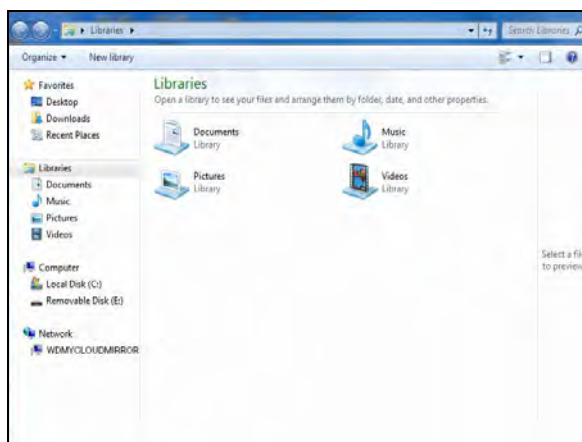 Libraries
Search Libraries
Organize
New library
Favorites
Desktop
Downloads
Recent Places
Libraries
Documents
Music
Pictures
Videos
Computer
Local Disk (C:)
Removable Disk (E:)
Network
WDMYCLOUDMIRROR
Libraries
Open a library to see your files and arrange them by folder, date, and other properties.
Documents
Library
Music
Library
Pictures
Library
Videos
Library
Select a fil
to preview